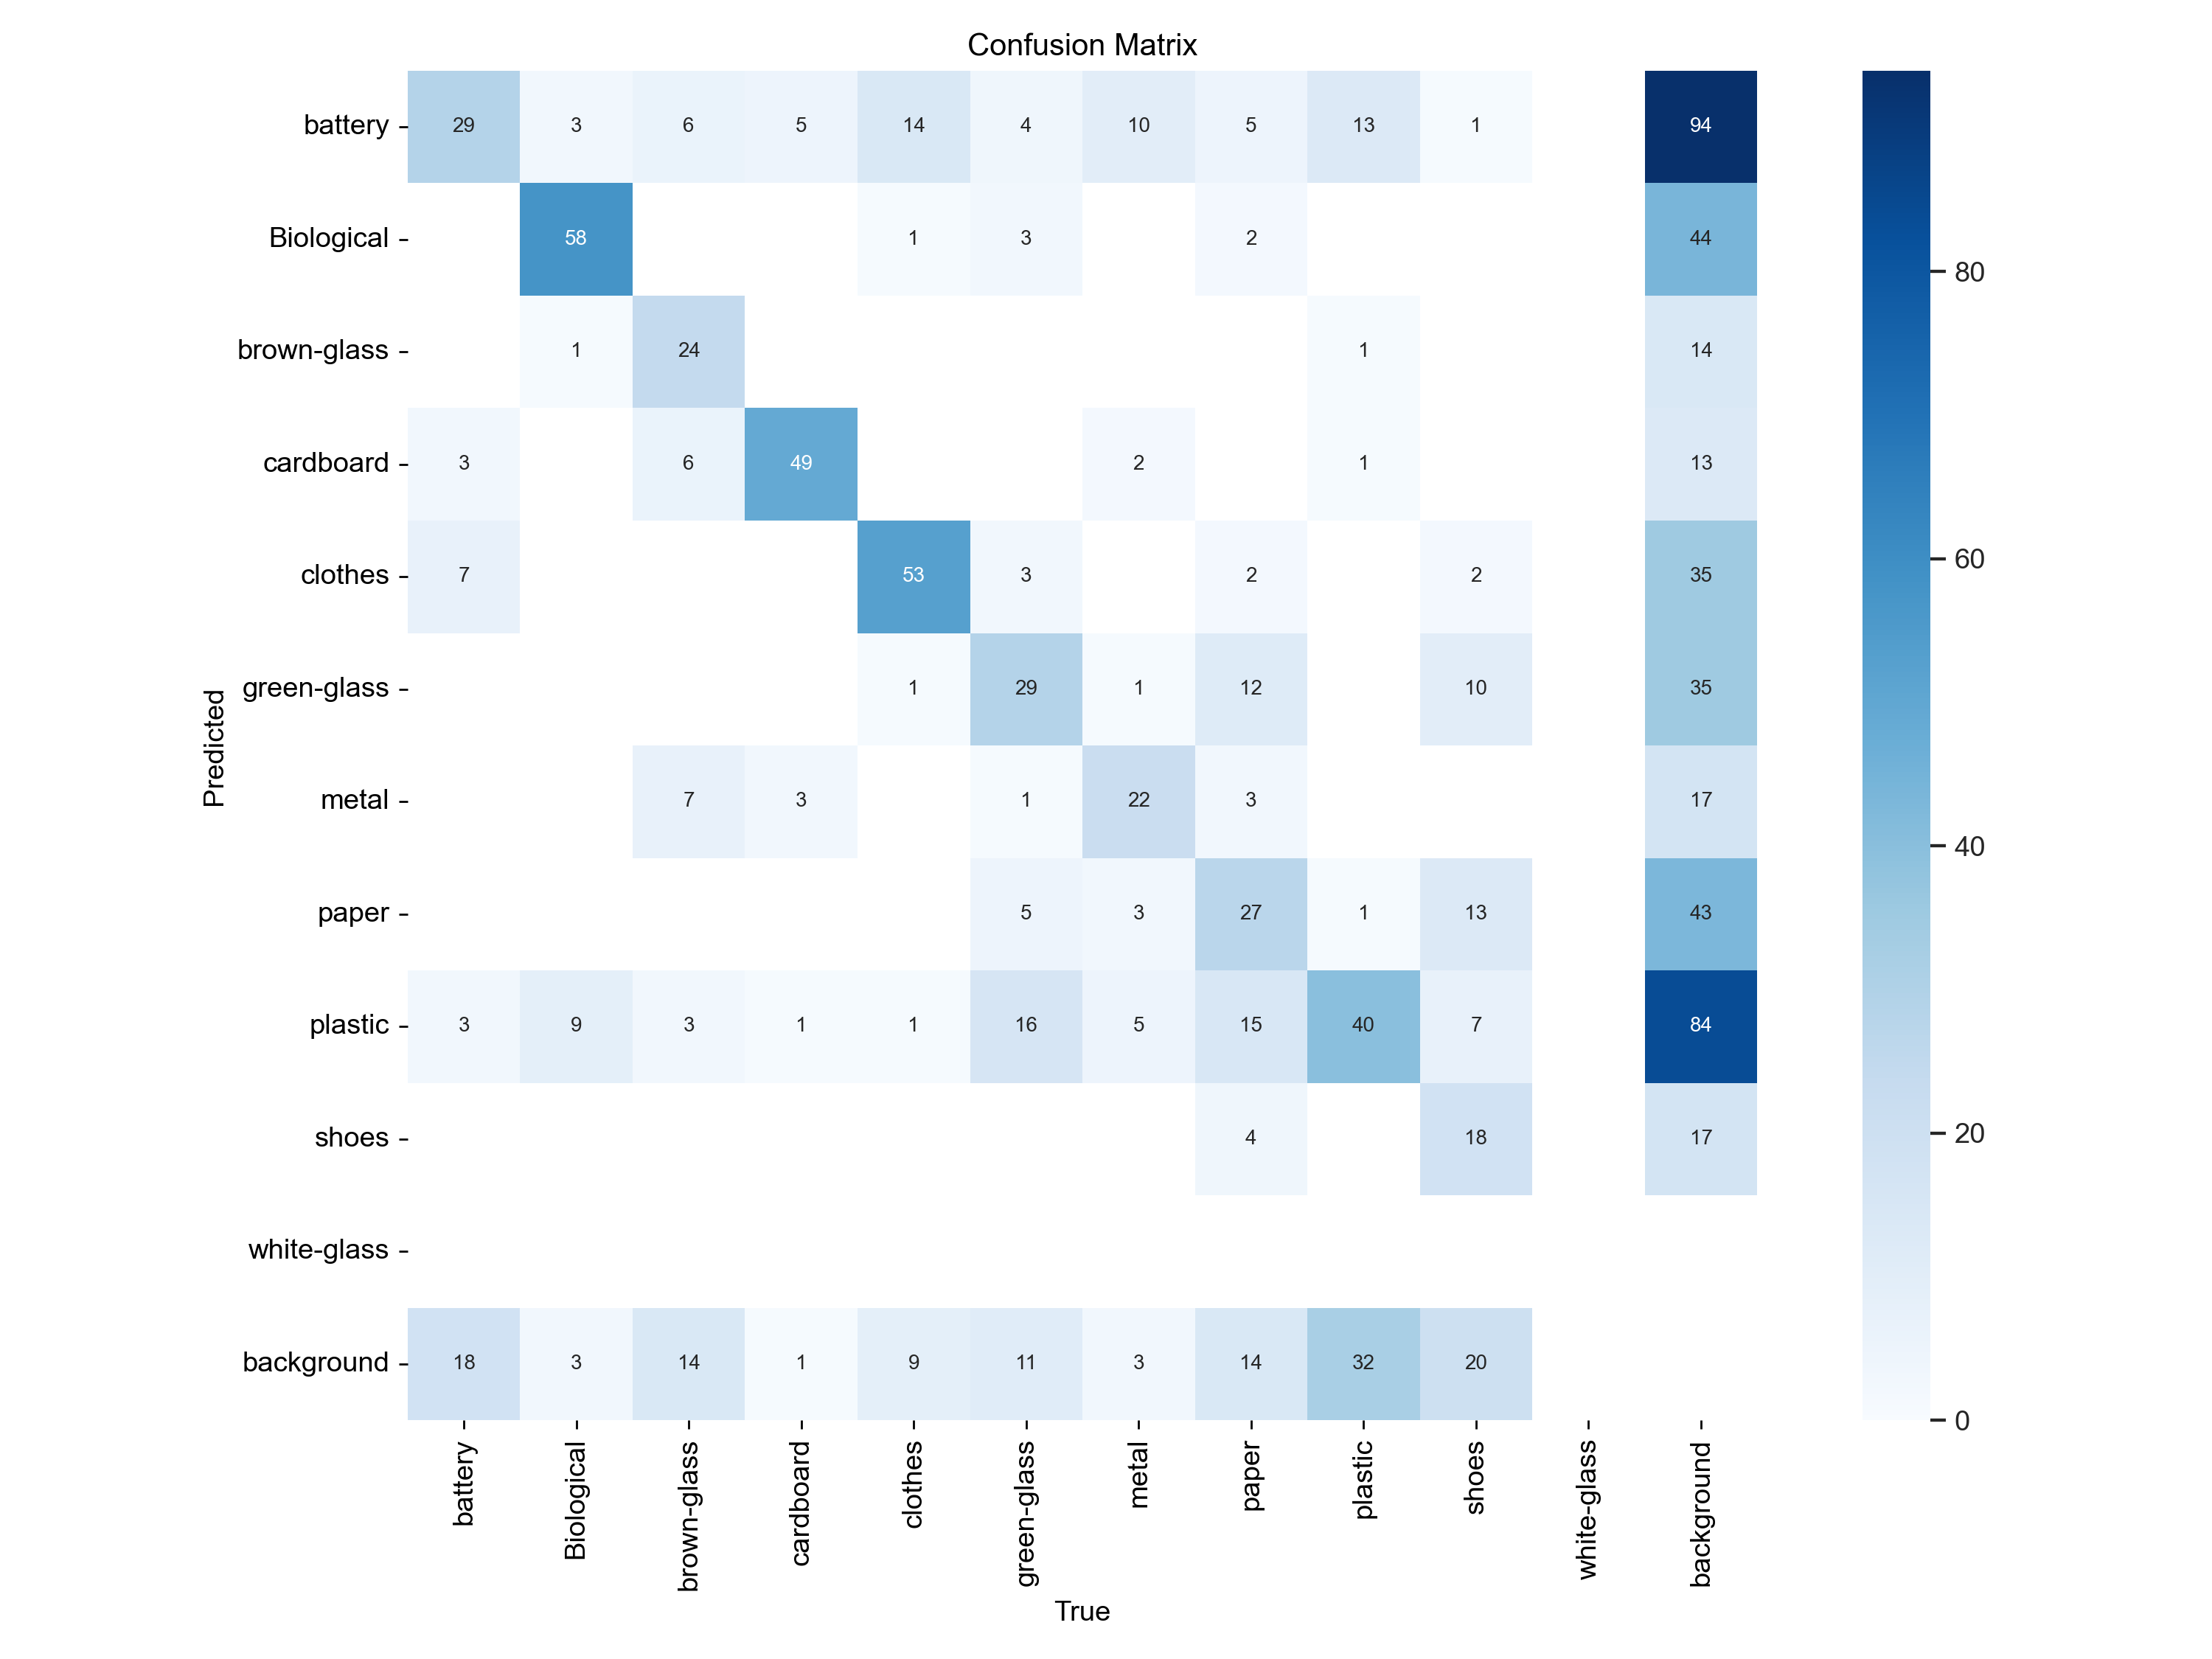 Confusion Matrix
battery 29 3 6 5 14 4 10 5 13 1 94
Biological 58 1 3 2 44
80
brown-glass 1 24 1 14
cardboard 3 6 49 2 1 13
60
clothes 7 53 3 2 2 35
green-glass 1 29 1 12 10 35
Predicted
metal 7 3 1 22 3 17
40
paper 5 3 27 1 13 43
plastic 3 9 3 1 1 16 5 15 40 7 84
shoes 4 18 17
20
white-glass
background 18 3 14 1 9 11 3 14 32 20
0
battery Biological brown-glass cardboard clothes green-glass metal paper plastic shoes white-glass background
True